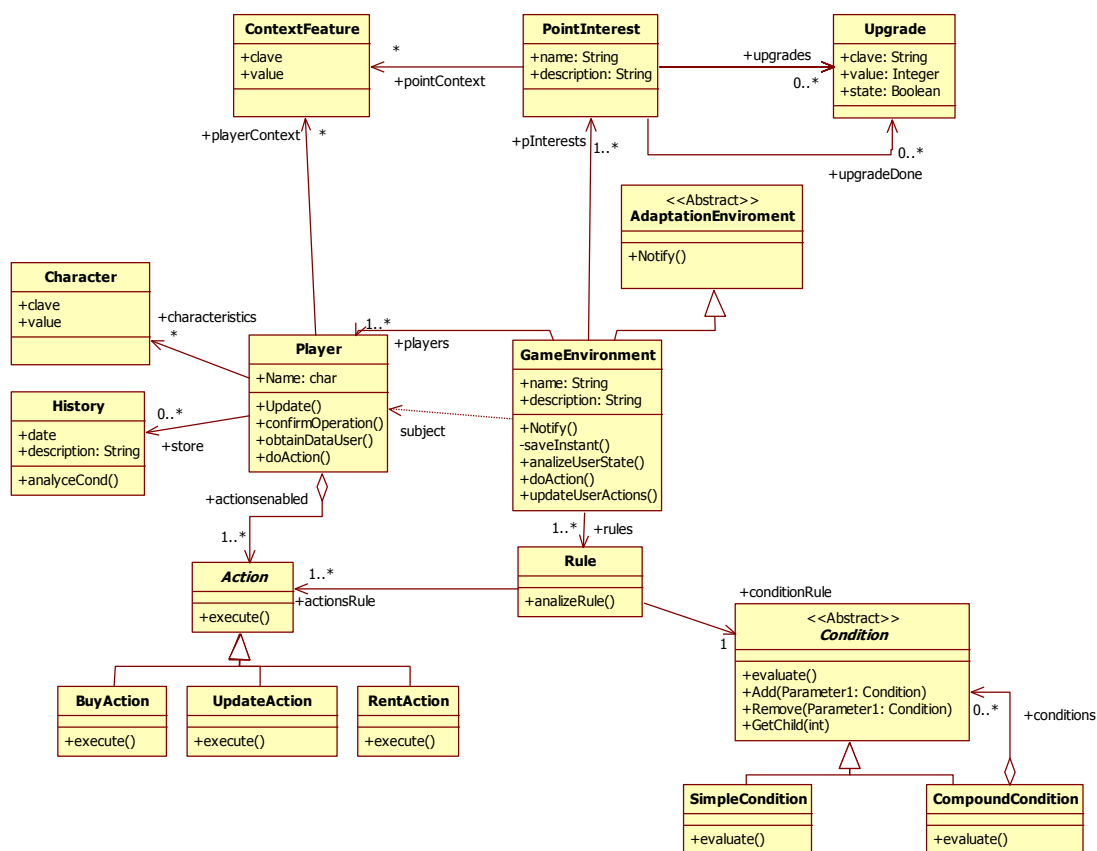 ContextFeature
+clave
+value
PointInterest
+name: String
+description: String
Upgrade
+clave: String
+value: Integer
+state: Boolean
*
+pointContext
+upgrades
0..*
+playerContext
*
+pInterests
1..*
0..*
+upgradeDone
<<Abstract>>
AdaptationEnviroment
+Notify()
Character
+clave
+value
+characteristics
*
1..*
+players
Player
+Name: char
+Update()
+confirmOperation()
+obtainDataUser()
+doAction()
GameEnvironment
+name: String
+description: String
+Notify()
-saveInstant()
+analizeUserState()
+doAction()
+updateUserActions()
History
+date
+description: String
+analyceCond()
0..*
+store
subject
+actionsenabled
1..*
1..*
+rules
Action
+execute()
1..*
+actionsRule
Rule
+analizeRule()
+conditionRule
1
<<Abstract>>
Condition
+evaluate()
+Add(Parameter1: Condition)
+Remove(Parameter1: Condition)
+GetChild(int)
0..*
+conditions
BuyAction
+execute()
UpdateAction
+execute()
RentAction
+execute()
SimpleCondition
+evaluate()
CompoundCondition
+evaluate()